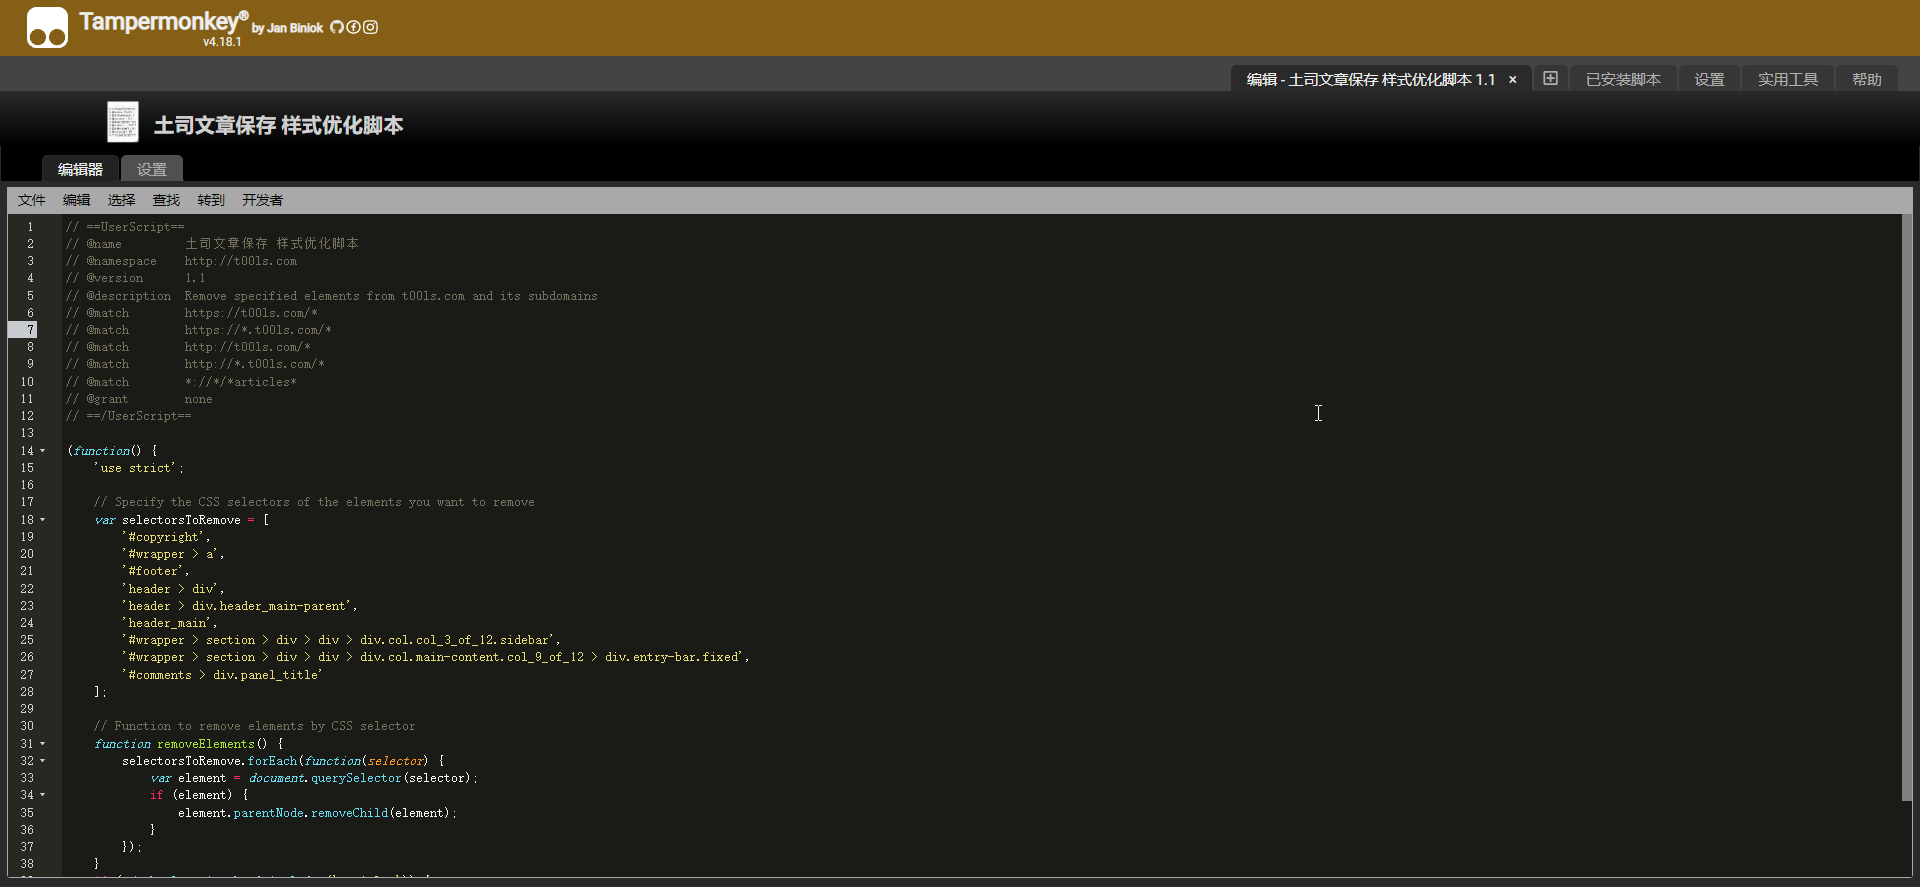 Tampermonkey® by Jan Biniok
v4.18.1
编辑 - 土司文章保存 样式优化脚本 1.1 × 已安装脚本 设置 实用工具 帮助
土司文章保存 样式优化脚本
编辑器 设置
文件 编辑 选择 查找 转到 开发者
1 // ==UserScript==
2 // @name 土司文章保存 样式优化脚本
3 // @namespace http://t00ls.com
4 // @version 1.1
5 // @description Remove specified elements from t00ls.com and its subdomains
6 // @match https://t00ls.com/*
7 // @match https://*.t00ls.com/*
8 // @match http://t00ls.com/*
9 // @match http://*.t00ls.com/*
10 // @match *://*/*articles*
11 // @grant none
12 // ==/UserScript==
13
14 (function() {
15 'use strict';
16
17 // Specify the CSS selectors of the elements you want to remove
18 var selectorsToRemove = [
19 '#copyright',
20 '#wrapper > a',
21 '#footer',
22 'header > div',
23 'header > div.header_main-parent',
24 'header_main',
25 '#wrapper > section > div > div > div.col.col_3_of_12.sidebar',
26 '#wrapper > section > div > div > div.col.main-content.col_9_of_12 > div.entry-bar.fixed',
27 '#comments > div.panel_title'
28 ];
29
30 // Function to remove elements by CSS selector
31 function removeElements() {
32 selectorsToRemove.forEach(function(selector) {
33 var element = document.querySelector(selector);
34 if (element) {
35 element.parentNode.removeChild(element);
36 }
37 });
38 }